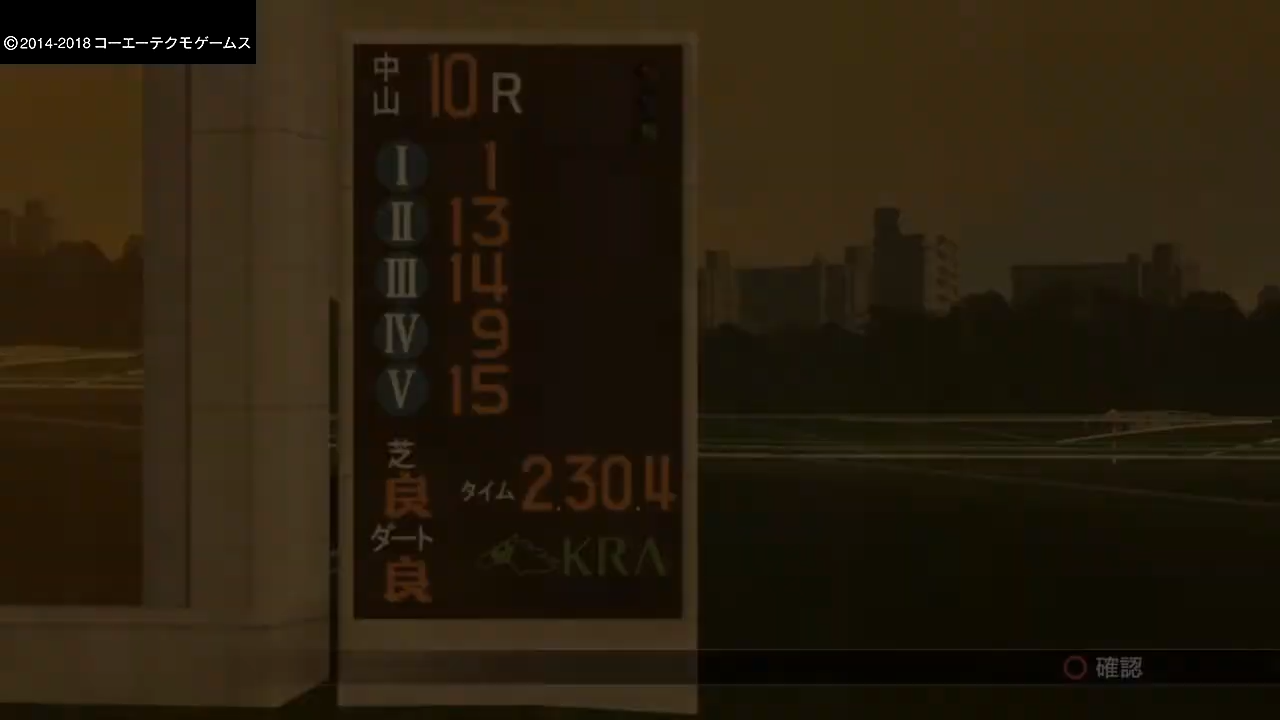 ©2014-2018 コーエーテクモゲームス
中山 10 R
Ⅰ 1
Ⅱ 13
Ⅲ 14
Ⅳ 9
Ⅴ 15
芝
良 タイム 2.30.4
ダート
良 KRA
確認